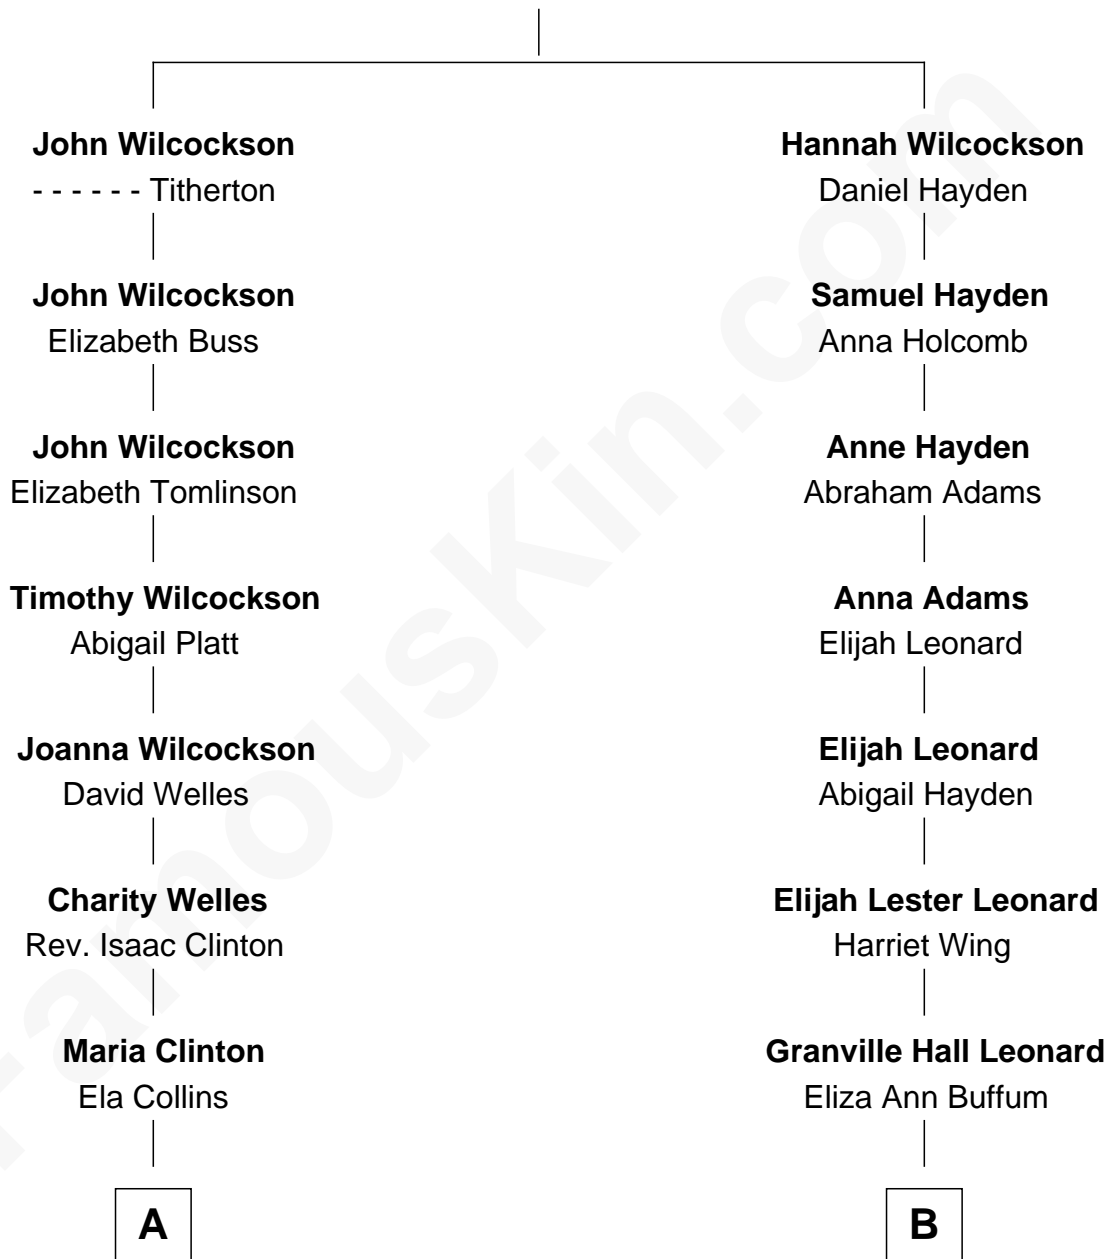 John Wilcockson
- - - - - - Titherton
Hannah Wilcockson
Daniel Hayden
John Wilcockson
Elizabeth Buss
Samuel Hayden
Anna Holcomb
John Wilcockson
Elizabeth Tomlinson
Anne Hayden
Abraham Adams
Timothy Wilcockson
Abigail Platt
Anna Adams
Elijah Leonard
Joanna Wilcockson
David Welles
Elijah Leonard
Abigail Hayden
Charity Welles
Rev. Isaac Clinton
Elijah Lester Leonard
Harriet Wing
Maria Clinton
Ela Collins
Granville Hall Leonard
Eliza Ann Buffum
A
B
FamousKin.com